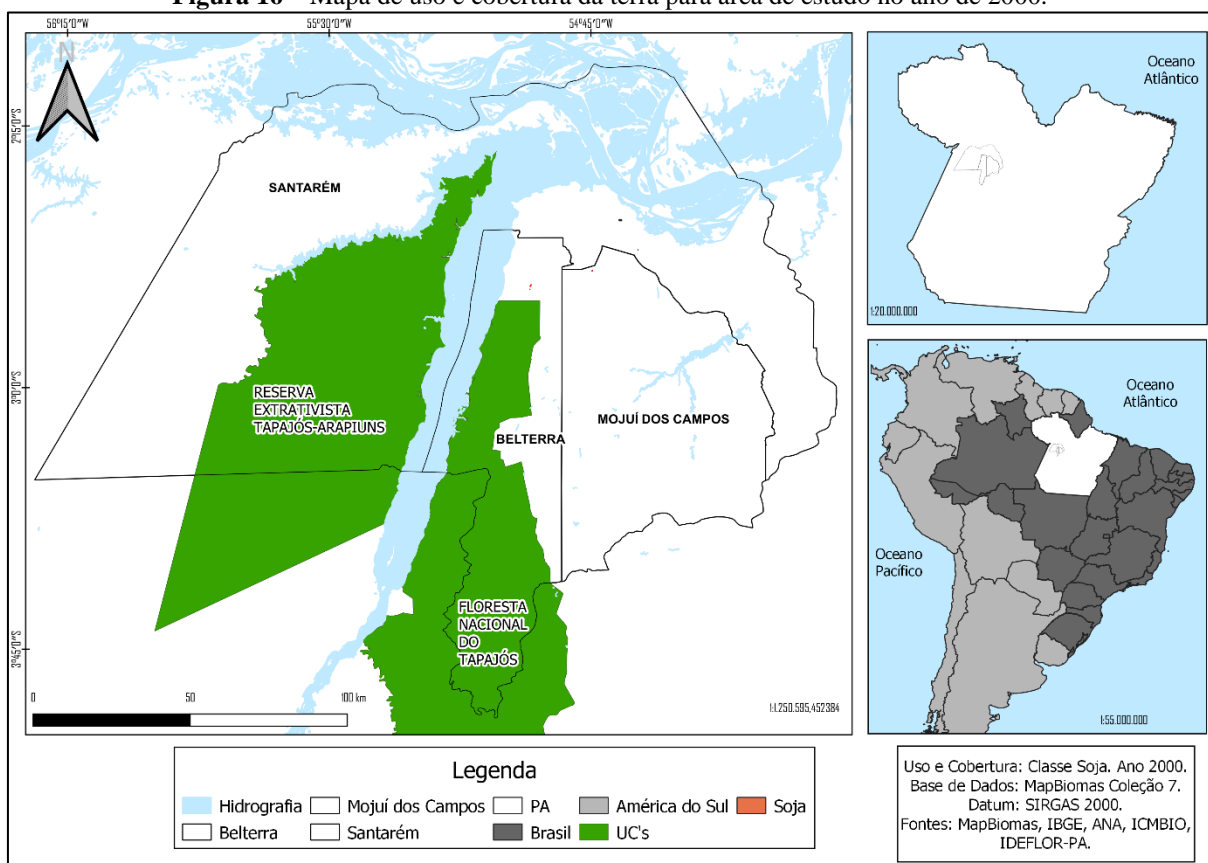 Figura 16 – Mapa de uso e cobertura da terra para área de estudo no ano de 2000.
56°15'0"W
55°30'0"W
54°45'0"W
N
2°15'0"S
3°0'0"S
3°45'0"S
SANTARÉM
RESERVA
EXTRATIVISTA
TAPAJÓS-ARAPIUNS
BELTERRA
MOJUÍ DOS CAMPOS
FLORESTA
NACIONAL
DO
TAPAJÓS
0 50 100 km
1:1.250.595,452384
Oceano
Atlântico
1:20.000.000
Oceano
Atlântico
Oceano
Pacífico
1:55.000.000
Legenda
Hidrografia Mojuí dos Campos PA América do Sul Soja
Belterra Santarém Brasil UC's
Uso e Cobertura: Classe Soja. Ano 2000.
Base de Dados: MapBiomas Coleção 7.
Datum: SIRGAS 2000.
Fontes: MapBiomas, IBGE, ANA, ICMBIO,
IDEFLOR-PA.